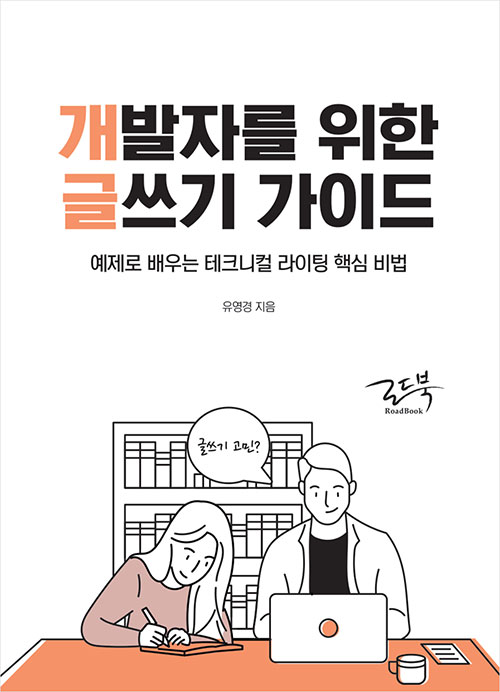 개발자를 위한
글쓰기 가이드
예제로 배우는 테크니컬 라이팅 핵심 비법
유영경 지음
로드북
RoadBook
글쓰기 고민?